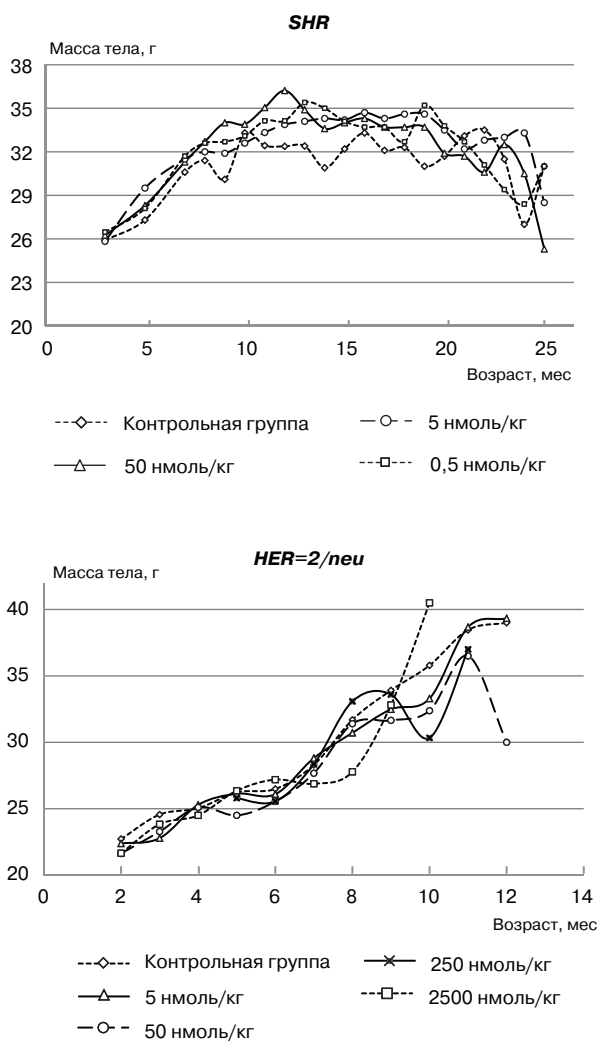 SHR
Масса тела, г
38
35
32
29
26
23
20
0 5 10 15 20 25
Возраст, мес
Контрольная группа 5 нмоль/кг
50 нмоль/кг 0,5 нмоль/кг
HER=2/neu
Масса тела, г
40
35
30
25
20
0 2 4 6 8 10 12 14
Возраст, мес
Контрольная группа 250 нмоль/кг
5 нмоль/кг 2500 нмоль/кг
50 нмоль/кг